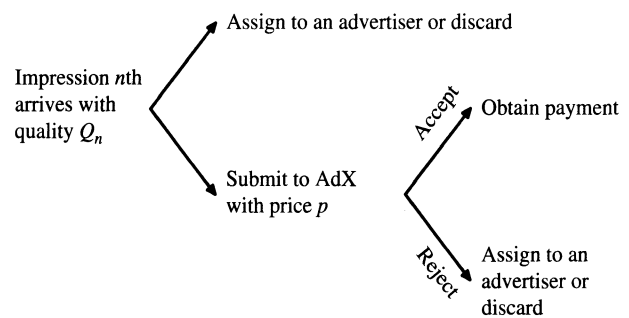 Assign to an advertiser or discard
Impression nth
arrives with
quality Qn
Accept
Obtain payment
Submit to AdX
with price p
Reject
Assign to an
advertiser or
discard